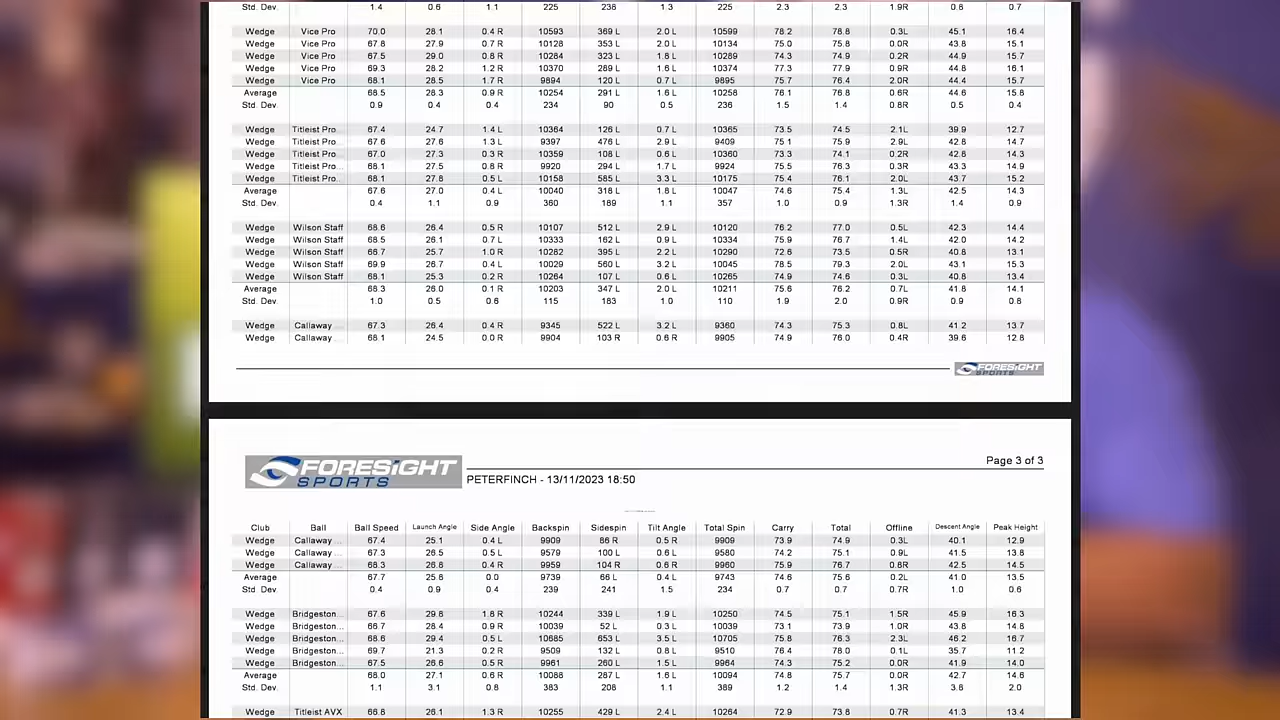 Std. Dev. 1.4 0.6 1.1 225 238 1.3 225 2.3 2.3 1.9R 0.8 0.7
Wedge Vice Pro 70.0 28.1 0.4 R 10593 369 L 2.0 L 10599 78.2 78.8 0.3L 45.1 16.4
Wedge Vice Pro 67.8 27.9 0.7 R 10128 353 L 2.0 L 10134 75.0 75.8 0.0R 43.8 15.1
Wedge Vice Pro 67.5 29.0 0.8 R 10284 323 L 1.8 L 10289 74.3 74.9 0.2R 44.9 15.7
Wedge Vice Pro 69.3 28.2 1.2 R 10370 289 L 1.6 L 10374 77.3 77.9 0.9R 44.8 16.1
Wedge Vice Pro 68.1 28.5 1.7 R 9894 120 L 0.7 L 9895 75.7 76.4 2.0R 44.4 15.7
Average 68.5 28.3 0.9 R 10254 291 L 1.6 L 10258 76.1 76.8 0.6R 44.6 15.8
Std. Dev. 0.9 0.4 0.4 234 90 0.5 236 1.5 1.4 0.8R 0.5 0.4
Wedge Titleist Pro... 67.4 24.7 1.4 L 10364 126 L 0.7 L 10365 73.5 74.5 2.1L 39.9 12.7
Wedge Titleist Pro... 67.6 27.6 1.3 L 9397 476 L 2.9 L 9409 75.1 75.9 2.9L 42.8 14.7
Wedge Titleist Pro... 67.0 27.3 0.3 R 10359 108 L 0.6 L 10360 73.3 74.1 0.2R 42.8 14.3
Wedge Titleist Pro... 68.1 27.5 0.8 R 9920 294 L 1.7 L 9924 75.5 76.3 0.3R 43.3 14.9
Wedge Titleist Pro... 68.1 27.8 0.5 L 10158 585 L 3.3 L 10175 75.4 76.1 2.0L 43.7 15.2
Average 67.6 27.0 0.4 L 10040 318 L 1.8 L 10047 74.6 75.4 1.3L 42.5 14.3
Std. Dev. 0.4 1.1 0.9 360 189 1.1 357 1.0 0.9 1.3R 1.4 0.9
Wedge Wilson Staff 68.6 26.4 0.5 R 10107 512 L 2.9 L 10120 76.2 77.0 0.5L 42.3 14.4
Wedge Wilson Staff 68.5 26.1 0.7 L 10333 162 L 0.9 L 10334 75.9 76.7 1.4L 42.0 14.2
Wedge Wilson Staff 66.7 25.7 1.0 R 10282 395 L 2.2 L 10290 72.6 73.5 0.5R 40.8 13.1
Wedge Wilson Staff 69.9 26.7 0.4 L 10029 560 L 3.2 L 10045 78.5 79.3 2.0L 43.1 15.3
Wedge Wilson Staff 68.1 25.3 0.2 R 10264 107 L 0.6 L 10265 74.9 74.6 0.3L 40.8 13.4
Average 68.3 26.0 0.1 R 10203 347 L 2.0 L 10211 75.6 76.2 0.7L 41.8 14.1
Std. Dev. 1.0 0.5 0.6 115 183 1.0 110 1.9 2.0 0.9R 0.9 0.8
Wedge Callaway ... 67.3 26.4 0.4 R 9345 522 L 3.2 L 9360 74.3 75.3 0.8L 41.2 13.7
Wedge Callaway ... 68.1 24.5 0.0 R 9904 103 R 0.6 R 9905 74.9 76.0 0.4R 39.6 12.8
FORESIGHT SPORTS
FORESIGHT SPORTS
Page 3 of 3
PETERFINCH - 13/11/2023 18:50
Club Ball Ball Speed Launch Angle Side Angle Backspin Sidespin Tilt Angle Total Spin Carry Total Offline Descent Angle Peak Height
Wedge Callaway ... 67.4 25.1 0.4 L 9909 86 R 0.5 R 9909 73.9 74.9 0.3L 40.1 12.9
Wedge Callaway ... 67.3 26.5 0.5 L 9579 100 L 0.6 L 9580 74.2 75.1 0.9L 41.5 13.8
Wedge Callaway ... 68.3 26.8 0.4 R 9959 104 R 0.6 R 9960 75.9 76.7 0.8R 42.5 14.5
Average 67.7 25.8 0.0 9739 66 L 0.4 L 9743 74.6 75.6 0.2L 41.0 13.5
Std. Dev. 0.4 0.9 0.4 239 241 1.5 234 0.7 0.7 0.7R 1.0 0.6
Wedge Bridgeston... 67.6 29.8 1.8 R 10244 339 L 1.9 L 10250 74.5 75.1 1.5R 45.9 16.3
Wedge Bridgeston... 66.7 28.4 0.9 R 10039 52 L 0.3 L 10039 73.1 73.9 1.0R 43.8 14.8
Wedge Bridgeston... 68.6 29.4 0.5 L 10685 653 L 3.5 L 10705 75.8 76.3 2.3L 46.2 16.7
Wedge Bridgeston... 69.7 21.3 0.2 R 9509 132 L 0.8 L 9510 76.4 78.0 0.1L 35.7 11.2
Wedge Bridgeston... 67.5 26.6 0.5 R 9961 260 L 1.5 L 9964 74.3 75.2 0.0R 41.9 14.0
Average 68.0 27.1 0.6 R 10088 287 L 1.6 L 10094 74.8 75.7 0.0R 42.7 14.6
Std. Dev. 1.1 3.1 0.8 383 208 1.1 389 1.2 1.4 1.3R 3.8 2.0
Wedge Titleist AVX 66.8 26.1 1.3 R 10255 429 L 2.4 L 10264 72.9 73.8 0.7R 41.3 13.4